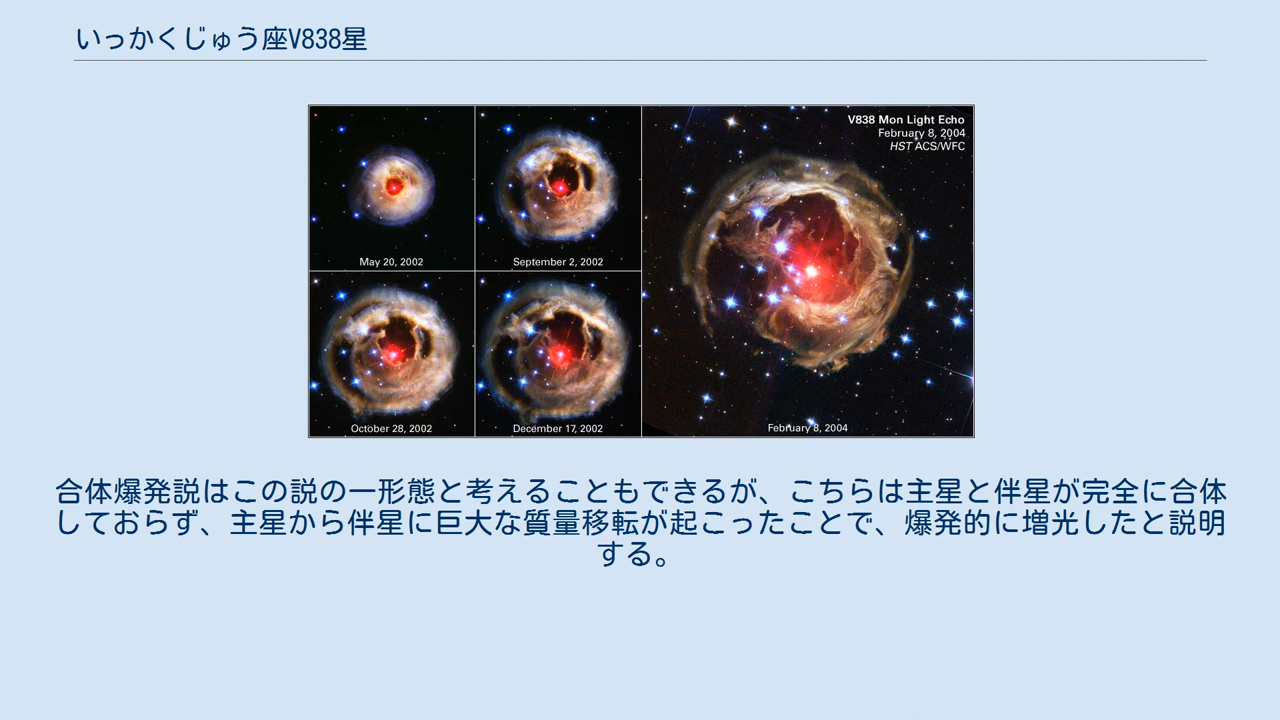 いっかくじゅう座V838星
V838 Mon Light Echo
February 8, 2004
HST ACS/WFC
May 20, 2002
September 2, 2002
October 28, 2002
December 17, 2002
February 8, 2004
合体爆発説はこの説の一形態と考えることもできるが、こちらは主星と伴星が完全に合体
しておらず、主星から伴星に巨大な質量移転が起こったことで、爆発的に増光したと説明
する。